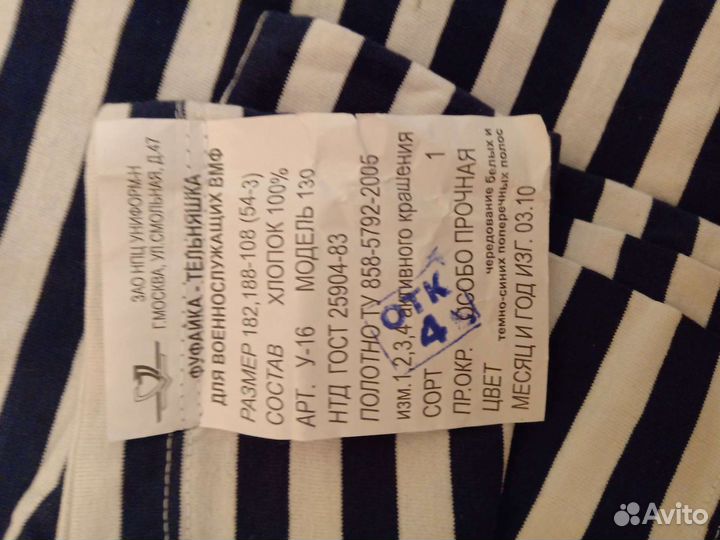 ЗАО НПЦ УНИФОРМ-Н
Г.МОСКВА, УЛ.СМОЛЬНАЯ, Д.47
ФУФАЙКА - ТЕЛЬНЯШКА
ДЛЯ ВОЕННОСЛУЖАЩИХ ВМФ
РАЗМЕР 182,188-108 (54-3)
СОСТАВ ХЛОПОК 100%
АРТ. У-16 МОДЕЛЬ 130
НТД ГОСТ 25904-83
ПОЛОТНО ТУ 858-5792-2005
изм.1,2,3,4 активного крашения
СОРТ 1
ПР.ОКР. ОСОБО ПРОЧНАЯ
ЦВЕТ чередование белых и
темно-синих поперечных полос
МЕСЯЦ И ГОД ИЗГ. 03.10
ОТК
4
Avito